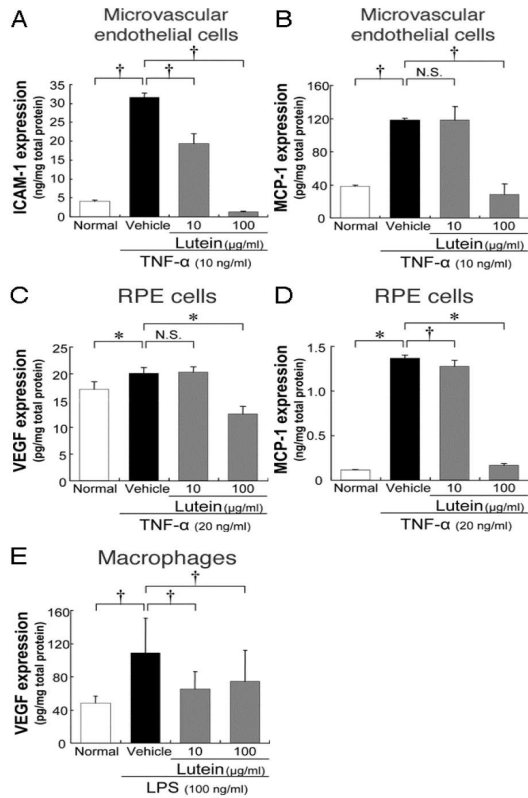 A
Microvascular
endothelial cells
† † †
ICAM-1 expression
(ng/mg total protein)
35
30
25
20
15
10
5
0
Normal Vehicle 10 100
Lutein (µg/ml)
TNF-α (10 ng/ml)
B
Microvascular
endothelial cells
†
† N.S.
MCP-1 expression
(pg/mg total protein)
160
120
80
40
0
Normal Vehicle 10 100
Lutein (µg/ml)
TNF-α (10 ng/ml)
C
RPE cells
*
* N.S.
VEGF expression
(pg/mg total protein)
25
20
15
10
5
0
Normal Vehicle 10 100
Lutein (µg/ml)
TNF-α (20 ng/ml)
D
RPE cells
*
* †
MCP-1 expression
(pg/mg total protein)
1.5
1.0
0.5
0
Normal Vehicle 10 100
Lutein (µg/ml)
TNF-α (20 ng/ml)
E
Macrophages
†
† †
VEGF expression
(pg/mg total protein)
160
120
80
40
0
Normal Vehicle 10 100
Lutein (µg/ml)
LPS (100 ng/ml)